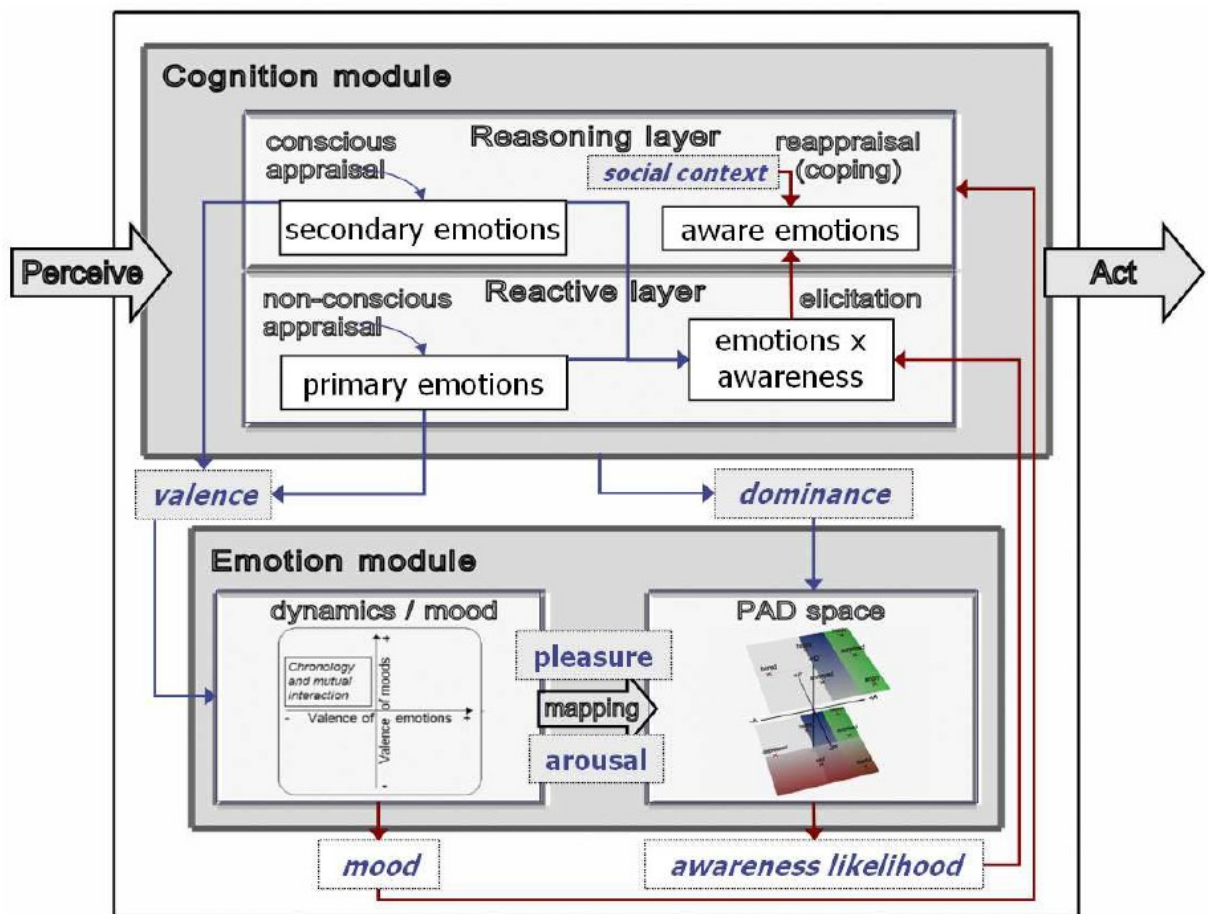 Cognition module
conscious
appraisal
Reasoning layer
reappraisal
(coping)
social context
secondary emotions
aware emotions
Perceive
Act
non-conscious
appraisal
Reactive layer
elicitation
primary emotions
emotions x
awareness
valence
dominance
Emotion module
dynamics / mood
Chronology
and mutual
interaction
+
Valence of moods
-
- Valence of emotions +
pleasure
mapping
arousal
PAD space
mood
awareness likelihood